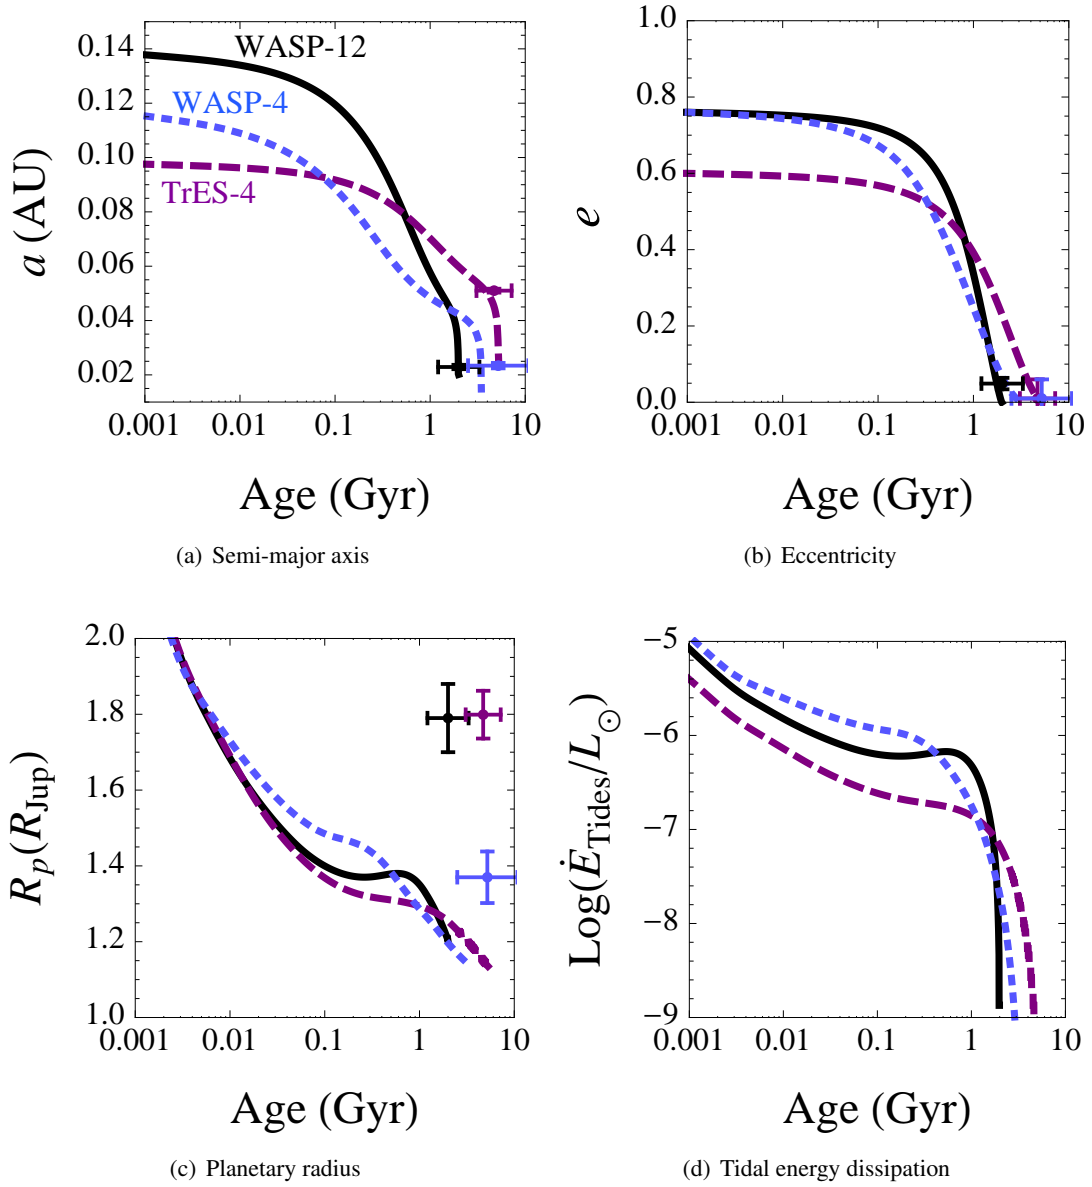 0.14
0.12
0.10
0.08
0.06
0.04
0.02
a (AU)
WASP-12
WASP-4
TrES-4
0.001 0.01 0.1 1 10
Age (Gyr)
(a) Semi-major axis
1.0
0.8
0.6
0.4
0.2
0.0
e
0.001 0.1 1 10
Age (Gyr)
(b) Eccentricity
2.0
1.8
1.6
1.4
1.2
1.0
R_p(R_Jup)
0.001 0.01 0.1 1 10
Age (Gyr)
(c) Planetary radius
−5
−6
−7
−8
−9
Log(Ė_Tides/L_⊙)
0.001 0.01 0.1 1 10
Age (Gyr)
(d) Tidal energy dissipation